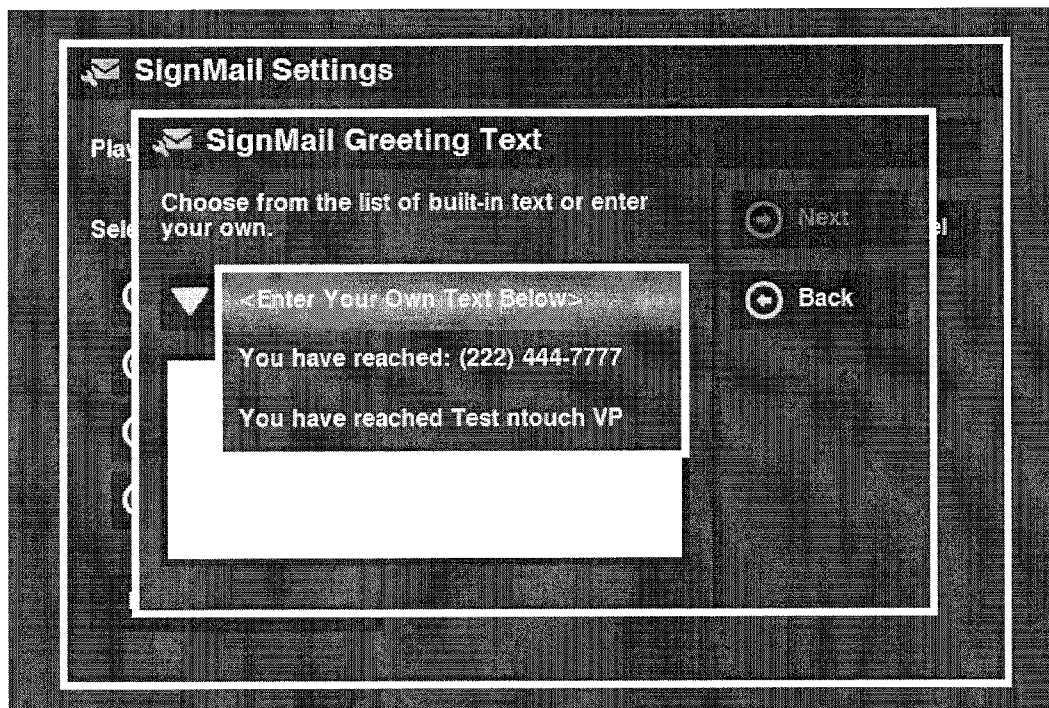 SignMail Settings
SignMail Greeting Text
Choose from the list of built-in text or enter
your own.
Next
<Enter Your Own Text Below>
Back
You have reached: (222) 444-7777
You have reached Test ntouch VP